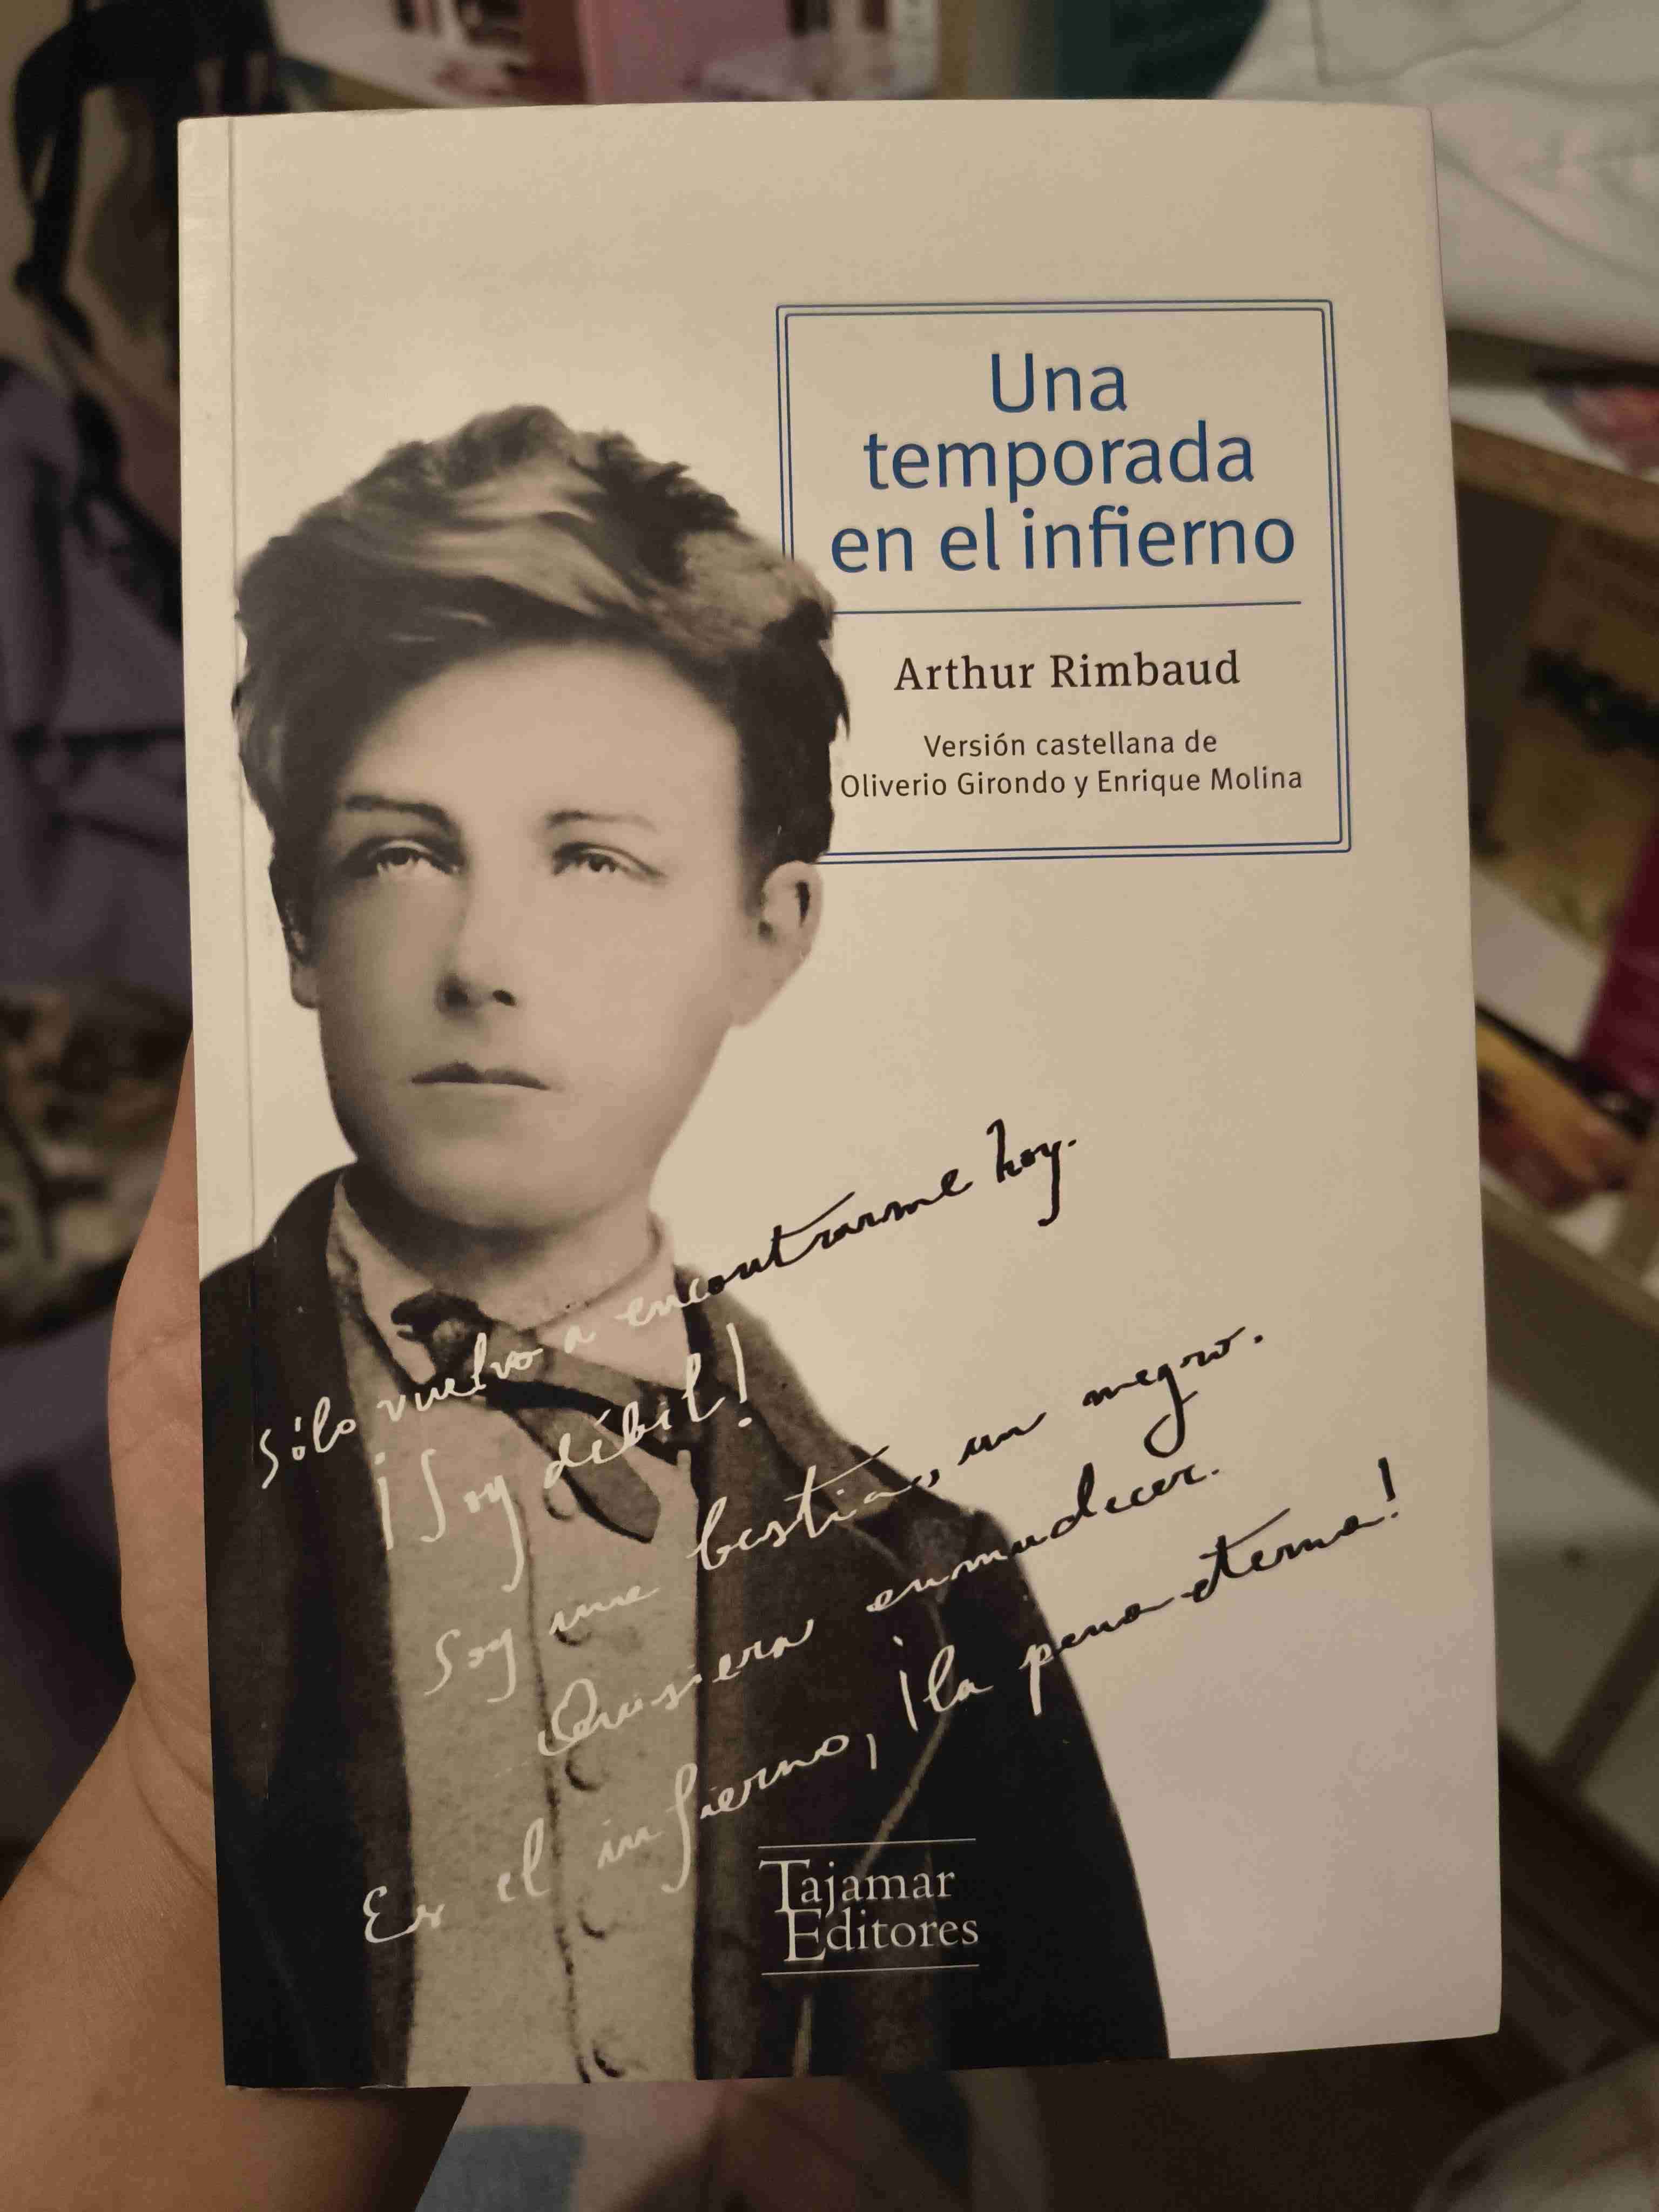 Una
temporada
en el infierno
Arthur Rimbaud
Versión castellana de
Oliverio Girondo y Enrique Molina
Sólo vuelvo a encontrarme hoy.
¡Soy débil!
Soy una bestia, un negro.
Quisiera enmudecer.
En el infierno, ¡la pena eterna!
Tajamar
Editores